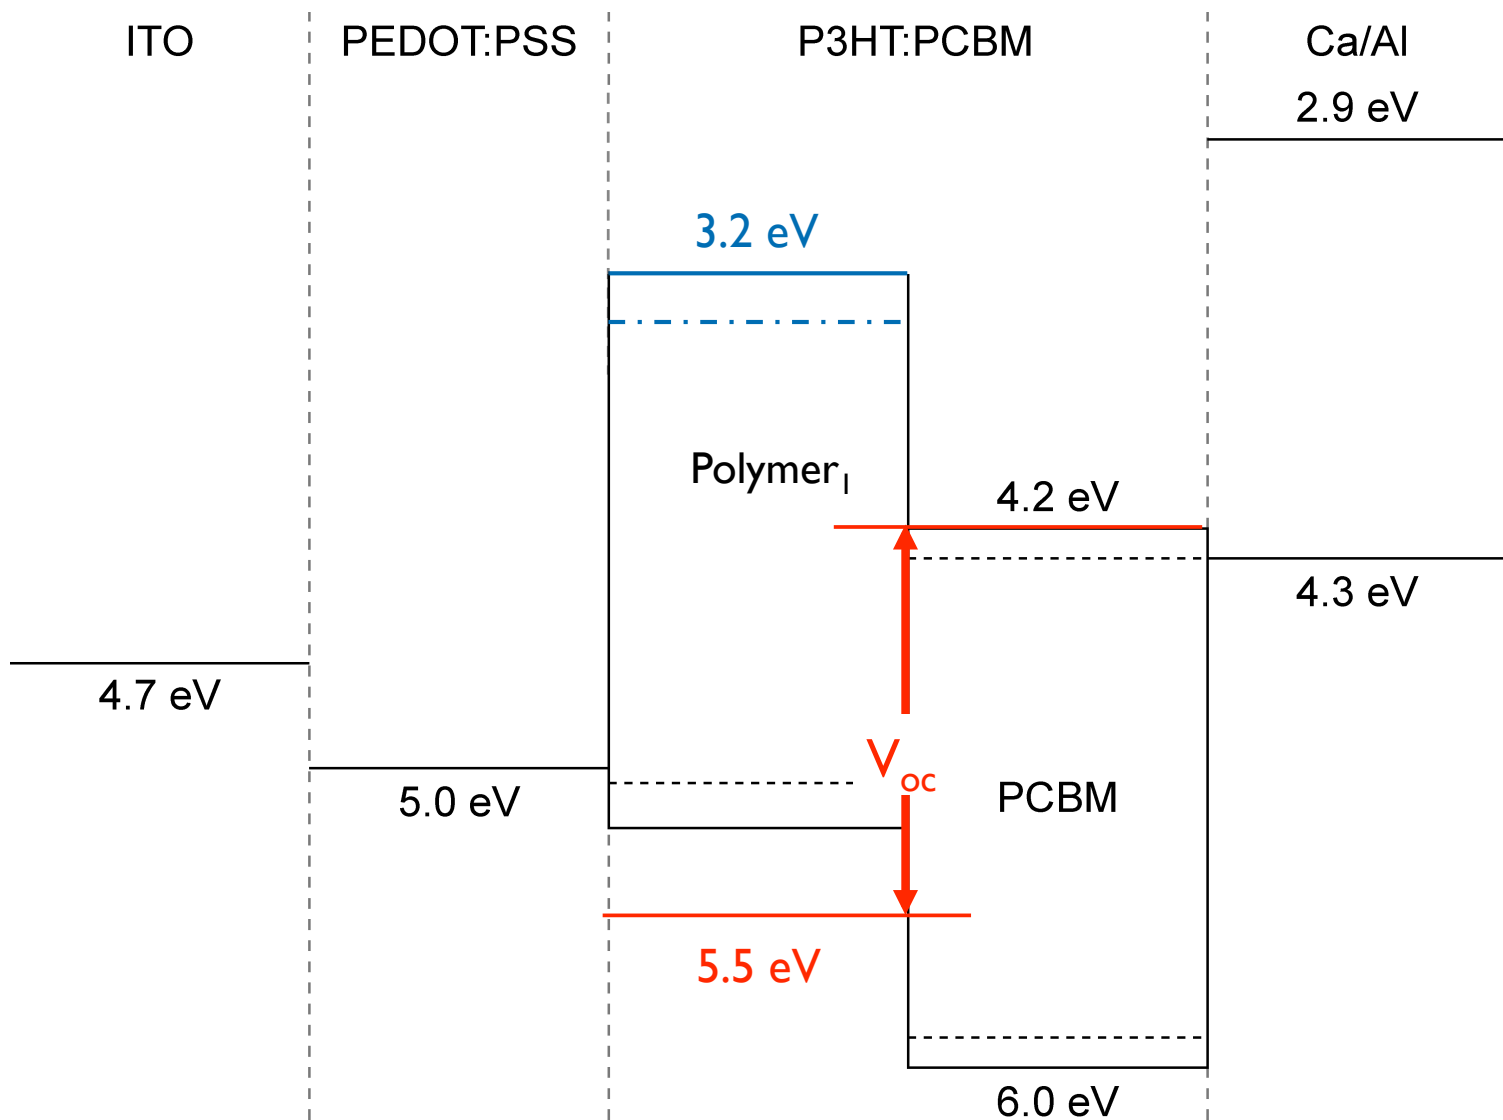 ITO PEDOT:PSS P3HT:PCBM Ca/Al
2.9 eV
3.2 eV
Polymer₁
4.2 eV
4.3 eV
4.7 eV
Voc
5.0 eV
PCBM
5.5 eV
6.0 eV